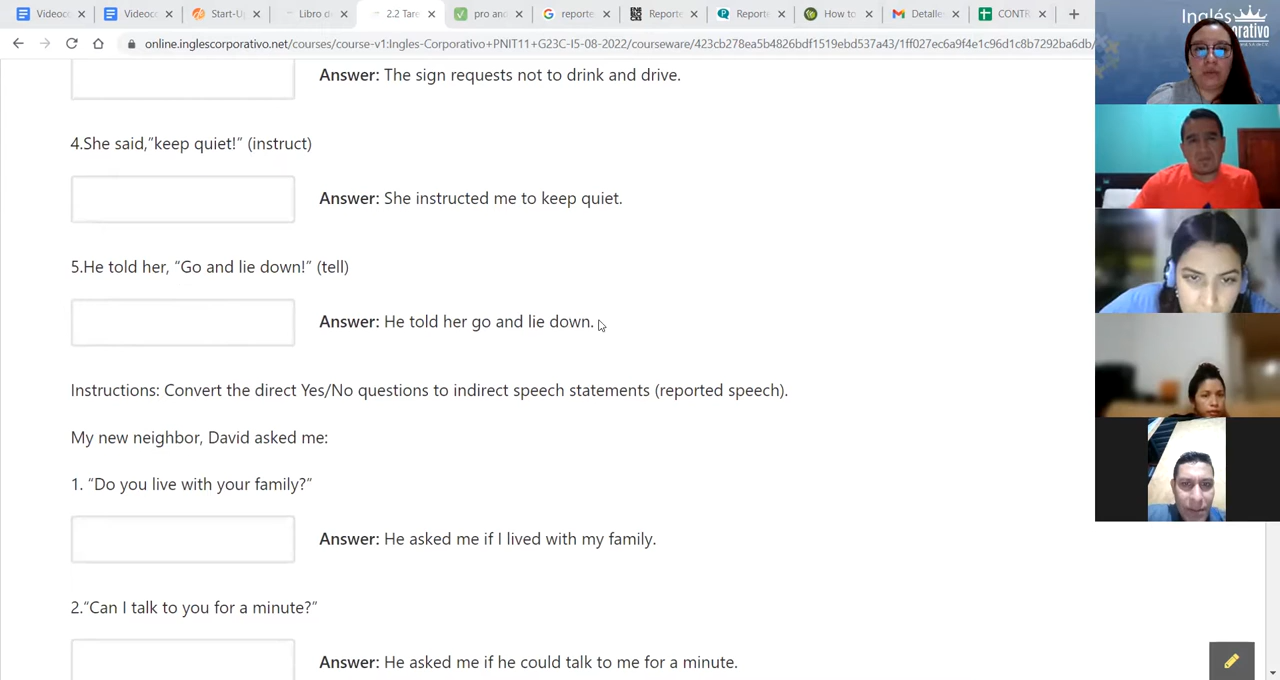 Videoc
Videoc
Start-U
Libro d
2.2 Tare
pro and
reporte
Reporte
Reporte
How to
Detalle
CONTR
online.inglescorporativo.net/courses/course-v1:Ingles-Corporativo+PNIT11+G23C-I5-08-2022/courseware/423cb278ea5b4826bdf1519ebd537a43/1ff027ec6a9f4e1c96d1c8b7292ba6db/
Inglés
orativo
Answer: The sign requests not to drink and drive.
4.She said,"keep quiet!" (instruct)
Answer: She instructed me to keep quiet.
5.He told her, "Go and lie down!" (tell)
Answer: He told her go and lie down.
Instructions: Convert the direct Yes/No questions to indirect speech statements (reported speech).
My new neighbor, David asked me:
1. "Do you live with your family?"
Answer: He asked me if I lived with my family.
2."Can I talk to you for a minute?"
Answer: He asked me if he could talk to me for a minute.